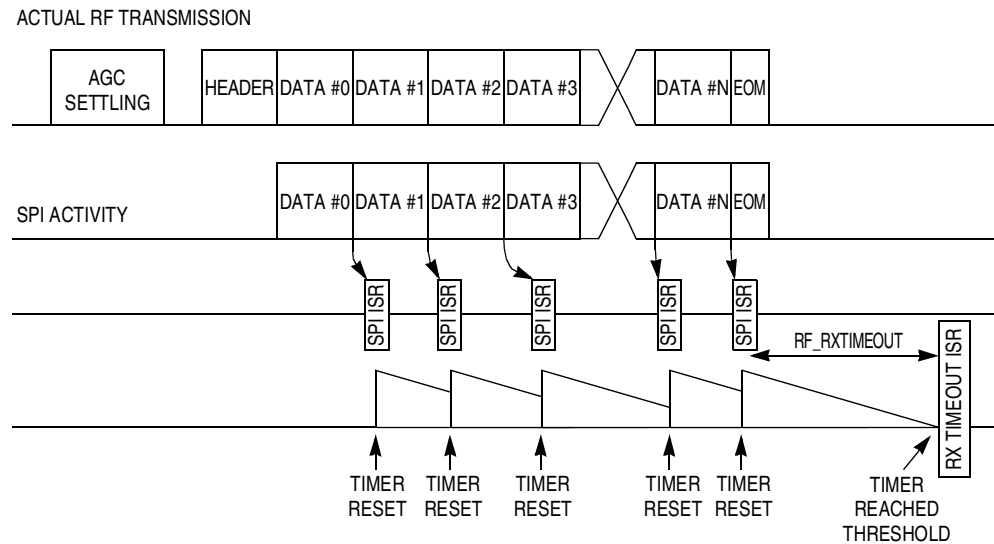 ACTUAL RF TRANSMISSION
AGC
SETTLING
HEADER DATA #0 DATA #1 DATA #2 DATA #3 DATA #N EOM
SPI ACTIVITY
DATA #0 DATA #1 DATA #2 DATA #3 DATA #N EOM
SPI ISR SPI ISR SPI ISR SPI ISR SPI ISR
RF_RXTIMEOUT
RX TIMEOUT ISR
TIMER
RESET
TIMER
RESET
TIMER
RESET
TIMER
RESET
TIMER
RESET
TIMER
REACHED
THRESHOLD